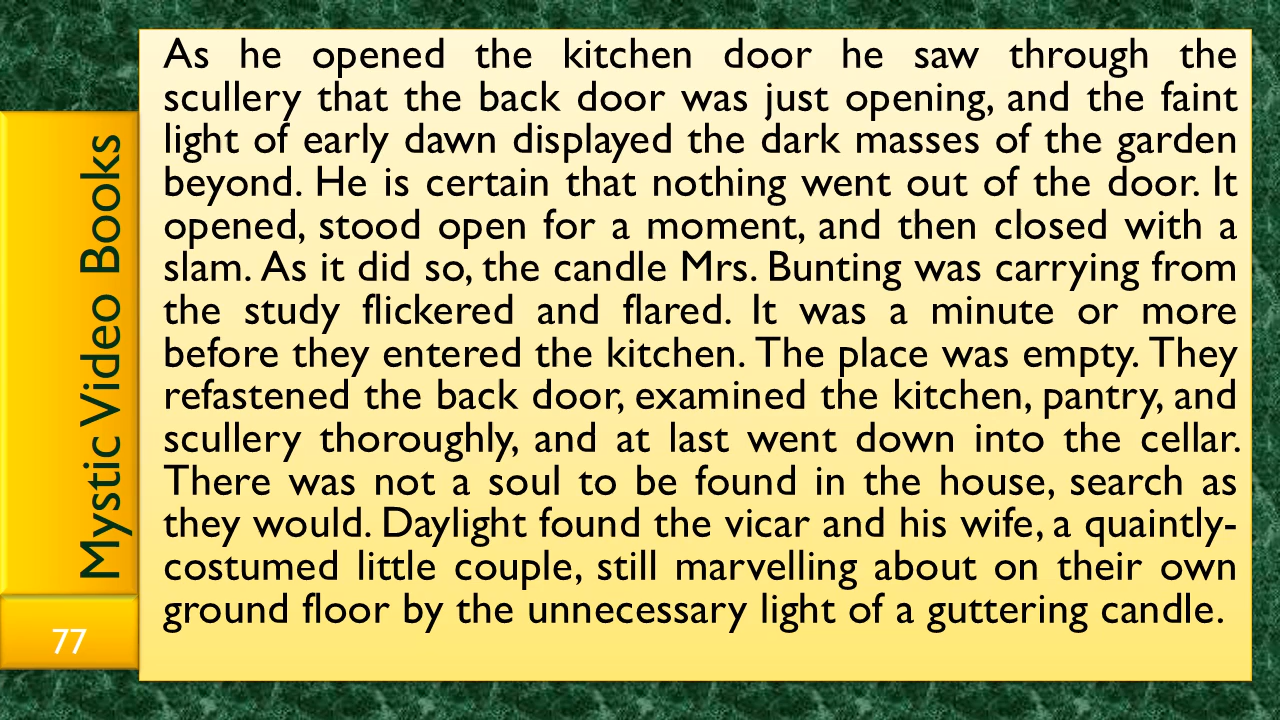 As he opened the kitchen door he saw through the
scullery that the back door was just opening, and the faint
light of early dawn displayed the dark masses of the garden
beyond. He is certain that nothing went out of the door. It
opened, stood open for a moment, and then closed with a
slam. As it did so, the candle Mrs. Bunting was carrying from
the study flickered and flared. It was a minute or more
before they entered the kitchen. The place was empty. They
refastened the back door, examined the kitchen, pantry, and
scullery thoroughly, and at last went down into the cellar.
There was not a soul to be found in the house, search as
they would. Daylight found the vicar and his wife, a quaintly-
costumed little couple, still marvelling about on their own
ground floor by the unnecessary light of a guttering candle.
Mystic Video Books
77